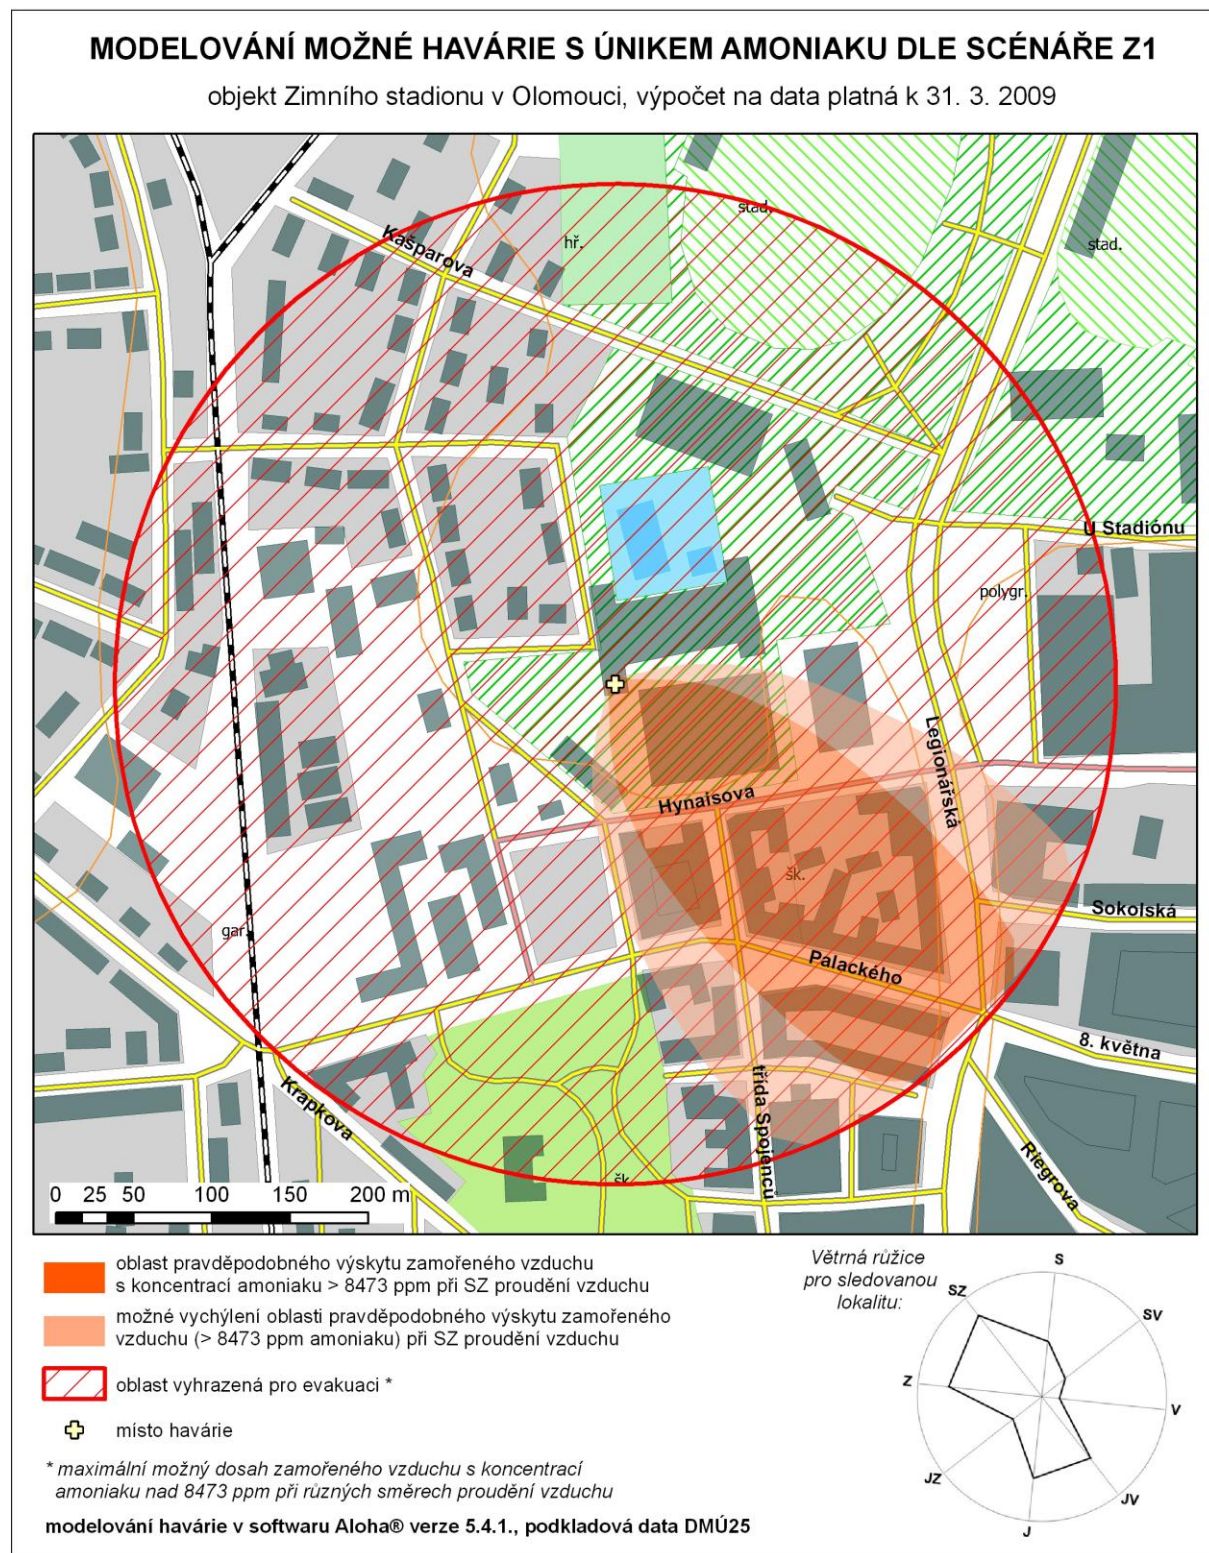 MODELOVÁNÍ MOŽNÉ HAVÁRIE S ÚNIKEM AMONIAKU DLE SCÉNÁŘE Z1
objekt Zimního stadionu v Olomouci, výpočet na data platná k 31. 3. 2009
stad.
Kašparova
hř.
stad.
U Stadiónu
polygr.
Legionářská
Hynaisova
šk.
Sokolská
gar.
Palackého
8. května
Krapkova
třída Spojenců
Riegrova
šk.
0 25 50 100 150 200 m
oblast pravděpodobného výskytu zamořeného vzduchu
s koncentrací amoniaku > 8473 ppm při SZ proudění vzduchu
možné vychýlení oblasti pravděpodobného výskytu zamořeného
vzduchu (> 8473 ppm amoniaku) při SZ proudění vzduchu
oblast vyhrazená pro evakuaci *
místo havárie
* maximální možný dosah zamořeného vzduchu s koncentrací
amoniaku nad 8473 ppm při různých směrech proudění vzduchu
modelování havárie v softwaru Aloha® verze 5.4.1., podkladová data DMÚ25
Větrná růžice
pro sledovanou
lokalitu:
S
SZ
SV
Z
V
JZ
JV
J